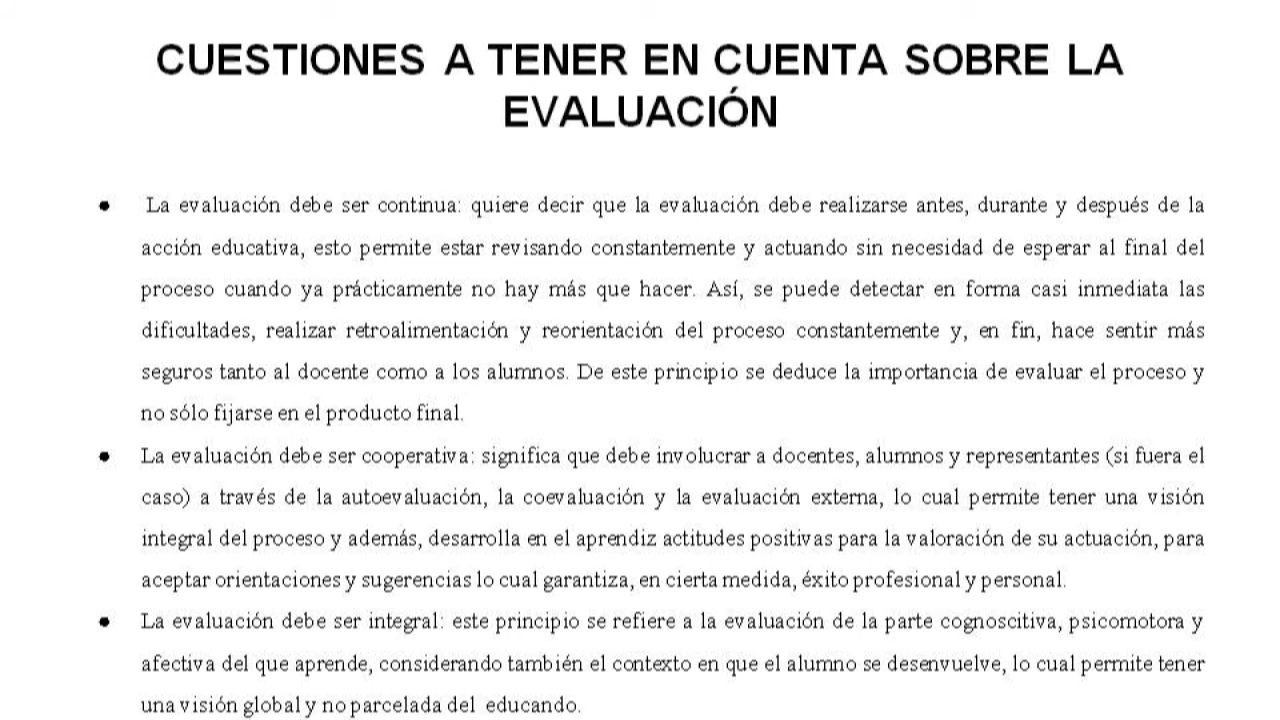 CUESTIONES A TENER EN CUENTA SOBRE LA
EVALUACIÓN
• La evaluación debe ser continua: quiere decir que la evaluación debe realizarse antes, durante y después de la
acción educativa, esto permite estar revisando constantemente y actuando sin necesidad de esperar al final del
proceso cuando ya prácticamente no hay más que hacer. Así, se puede detectar en forma casi inmediata las
dificultades, realizar retroalimentación y reorientación del proceso constantemente y, en fin, hace sentir más
seguros tanto al docente como a los alumnos. De este principio se deduce la importancia de evaluar el proceso y
no sólo fijarse en el producto final.
• La evaluación debe ser cooperativa: significa que debe involucrar a docentes, alumnos y representantes (si fuera el
caso) a través de la autoevaluación, la coevaluación y la evaluación externa, lo cual permite tener una visión
integral del proceso y además, desarrolla en el aprendiz actitudes positivas para la valoración de su actuación, para
aceptar orientaciones y sugerencias lo cual garantiza, en cierta medida, éxito profesional y personal.
• La evaluación debe ser integral: este principio se refiere a la evaluación de la parte cognoscitiva, psicomotora y
afectiva del que aprende, considerando también el contexto en que el alumno se desenvuelve, lo cual permite tener
una visión global y no parcelada del educando.